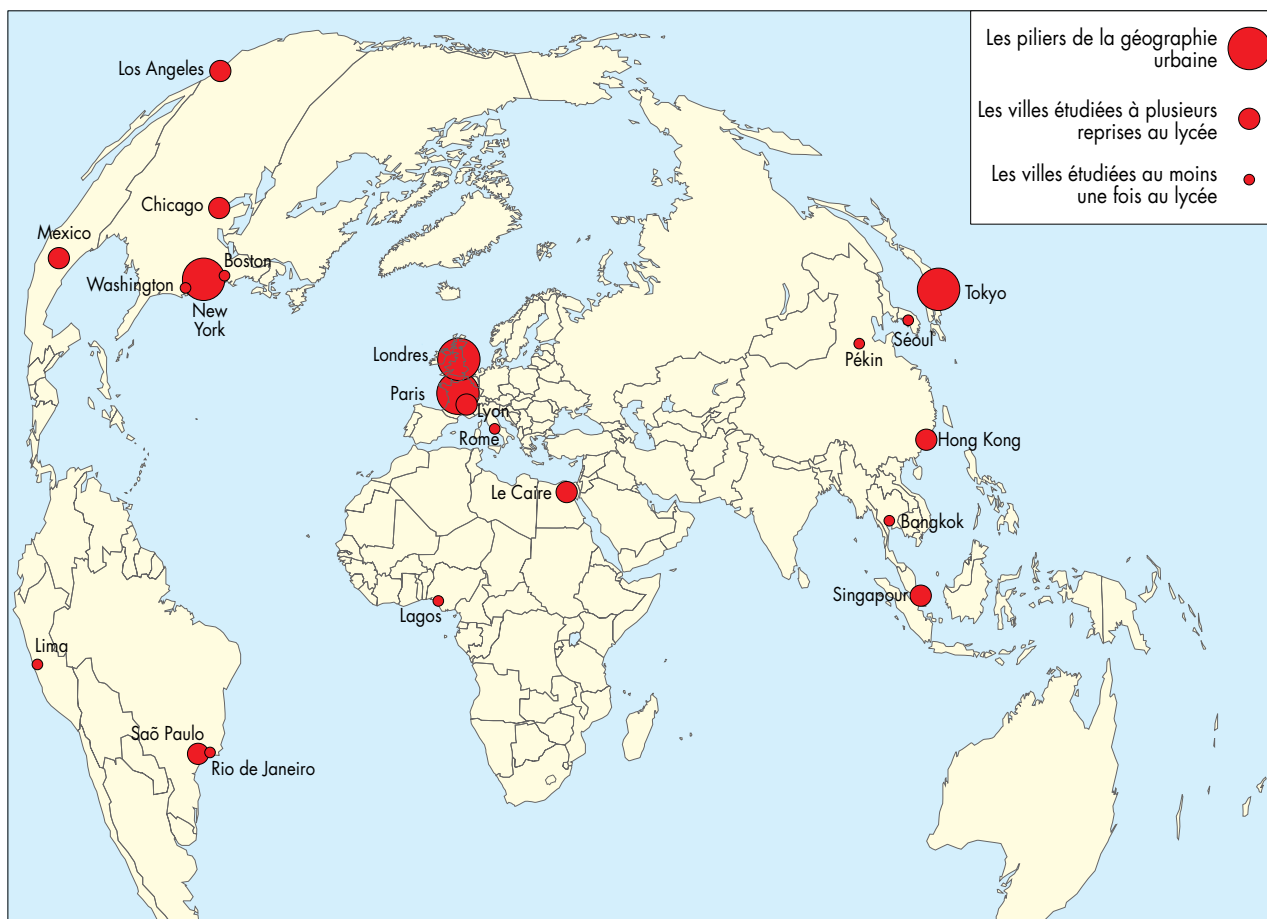 Les piliers de la géographie
urbaine
Les villes étudiées à plusieurs
reprises au lycée
Les villes étudiées au moins
une fois au lycée
Los Angeles
Chicago
Mexico
Boston
Washington
New
York
Tokyo
Séoul
Pékin
Londres
Paris
Lyon
Rome
Hong Kong
Le Caire
Bangkok
Singapour
Lagos
Lima
Saõ Paulo
Rio de Janeiro